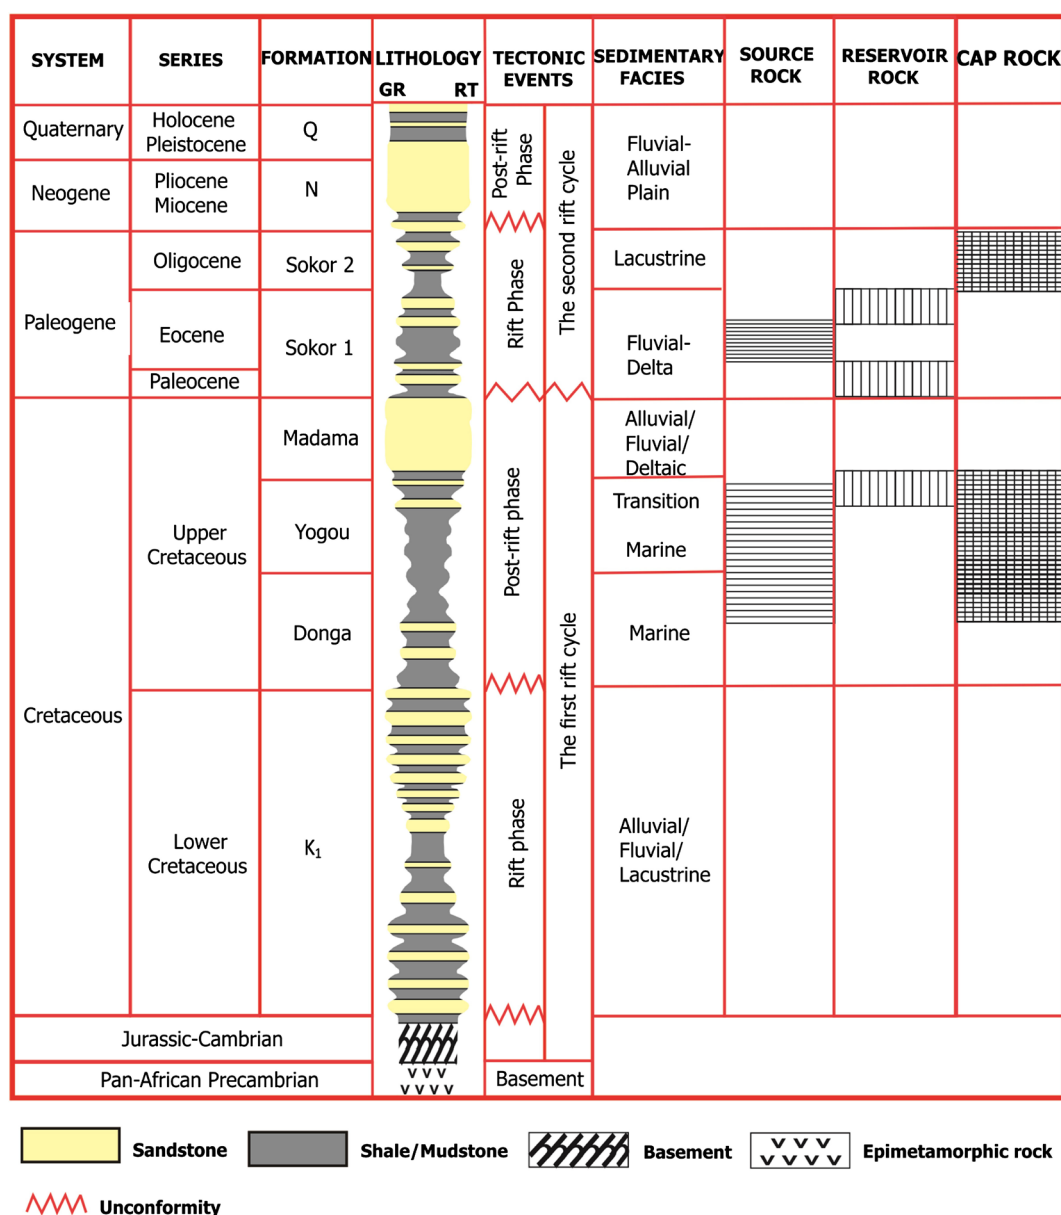 SYSTEM
SERIES
FORMATION
LITHOLOGY
GR RT
TECTONIC
EVENTS
SEDIMENTARY
FACIES
SOURCE
ROCK
RESERVOIR
ROCK
CAP ROCK
Quaternary
Holocene
Pleistocene
Q
Post-rift
Phase
The second rift cycle
Fluvial-
Alluvial
Plain
Neogene
Pliocene
Miocene
N
Paleogene
Oligocene
Sokor 2
Rift Phase
Lacustrine
Eocene
Sokor 1
Fluvial-
Delta
Paleocene
Cretaceous
Upper
Cretaceous
Madama
Post-rift phase
The first rift cycle
Alluvial/
Fluvial/
Deltaic
Yogou
Transition
Marine
Donga
Marine
Lower
Cretaceous
K₁
Rift phase
Alluvial/
Fluvial/
Lacustrine
Jurassic-Cambrian
Pan-African Precambrian
Basement
Sandstone
Shale/Mudstone
Basement
Epimetamorphic rock
Unconformity